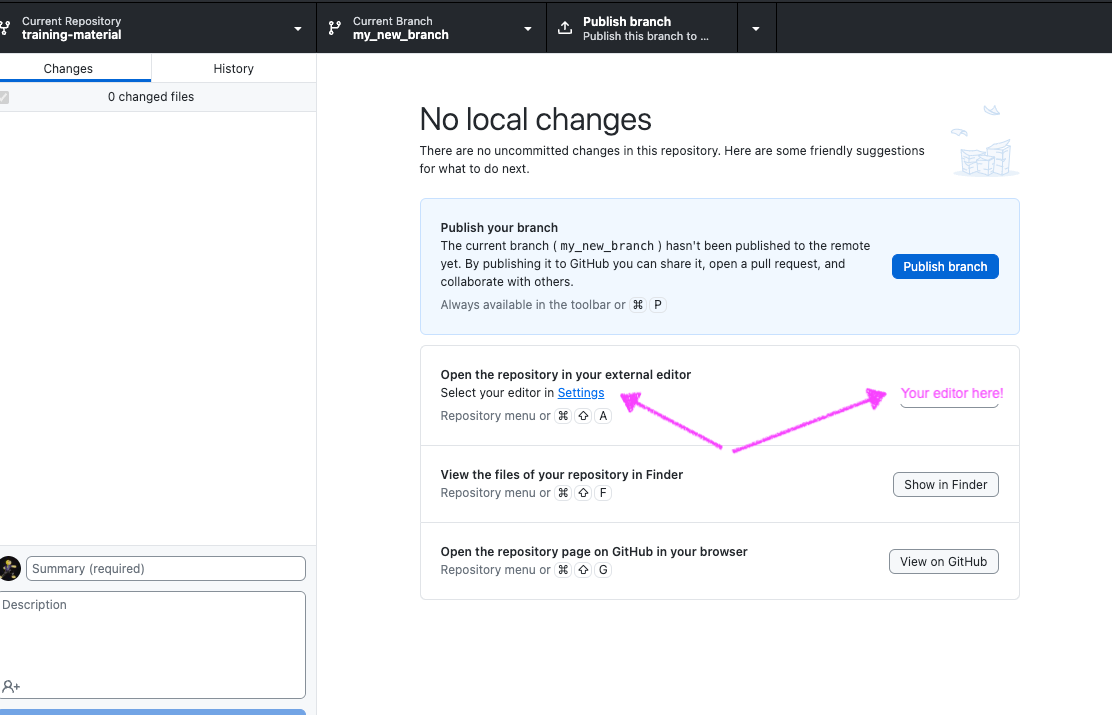 Current Repository
training-material
Current Branch
my_new_branch
Publish branch
Publish this branch to ...
Changes
History
0 changed files
No local changes
There are no uncommitted changes in this repository. Here are some friendly suggestions
for what to do next.
Publish your branch
The current branch ( my_new_branch ) hasn't been published to the remote
yet. By publishing it to GitHub you can share it, open a pull request, and
collaborate with others.
Publish branch
Always available in the toolbar or ⌘ P
Open the repository in your external editor
Select your editor in Settings
Your editor here!
Repository menu or ⌘ ⇧ A
View the files of your repository in Finder
Repository menu or ⌘ ⇧ F
Show in Finder
Open the repository page on GitHub in your browser
Repository menu or ⌘ ⇧ G
View on GitHub
Summary (required)
Description